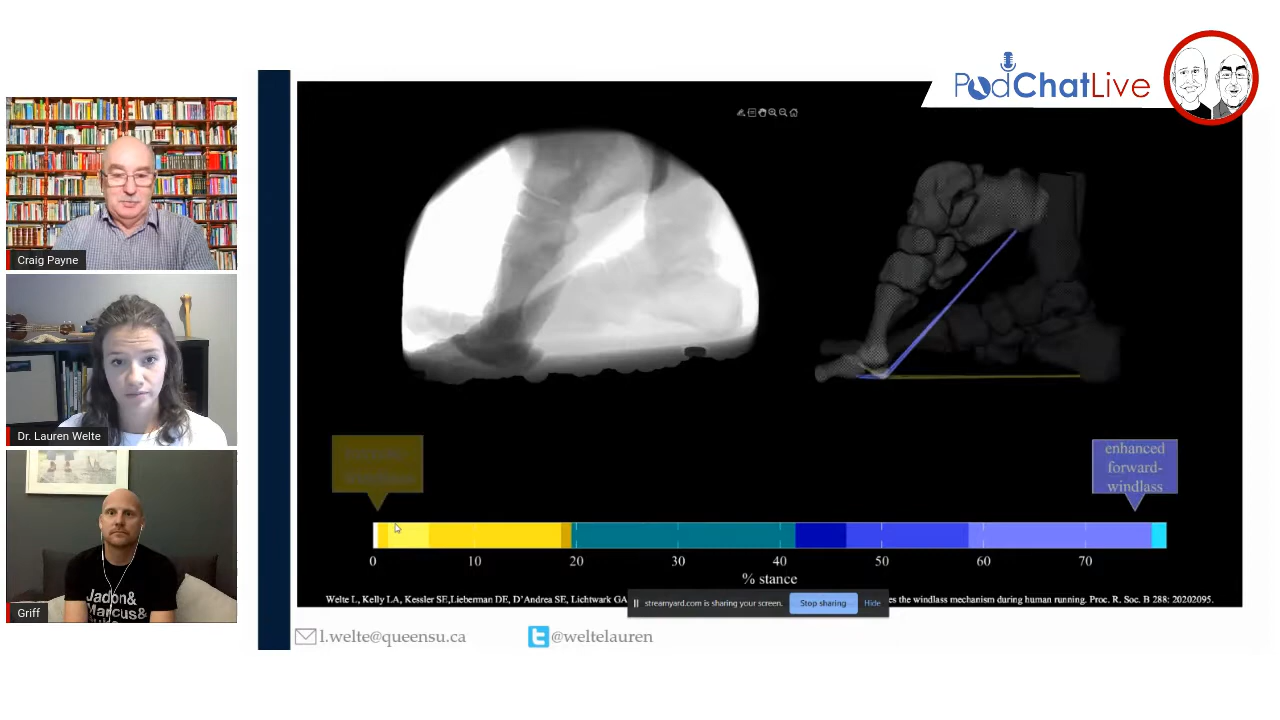 PodChatLive
Craig Payne
Dr. Lauren Welte
Jadon&
Marcus&
Griff
enhanced
forward-
windlass
0 10 20 30 40 50 60 70
% stance
Welte L, Kelly LA, Kessler SE,Lieberman DE, D'Andrea SE, Lichtwark GA
es the windlass mechanism during human running. Proc. R. Soc. B 288: 20202095.
streamyard.com is sharing your screen.
Stop sharing
Hide
l.welte@queensu.ca
@weltelauren